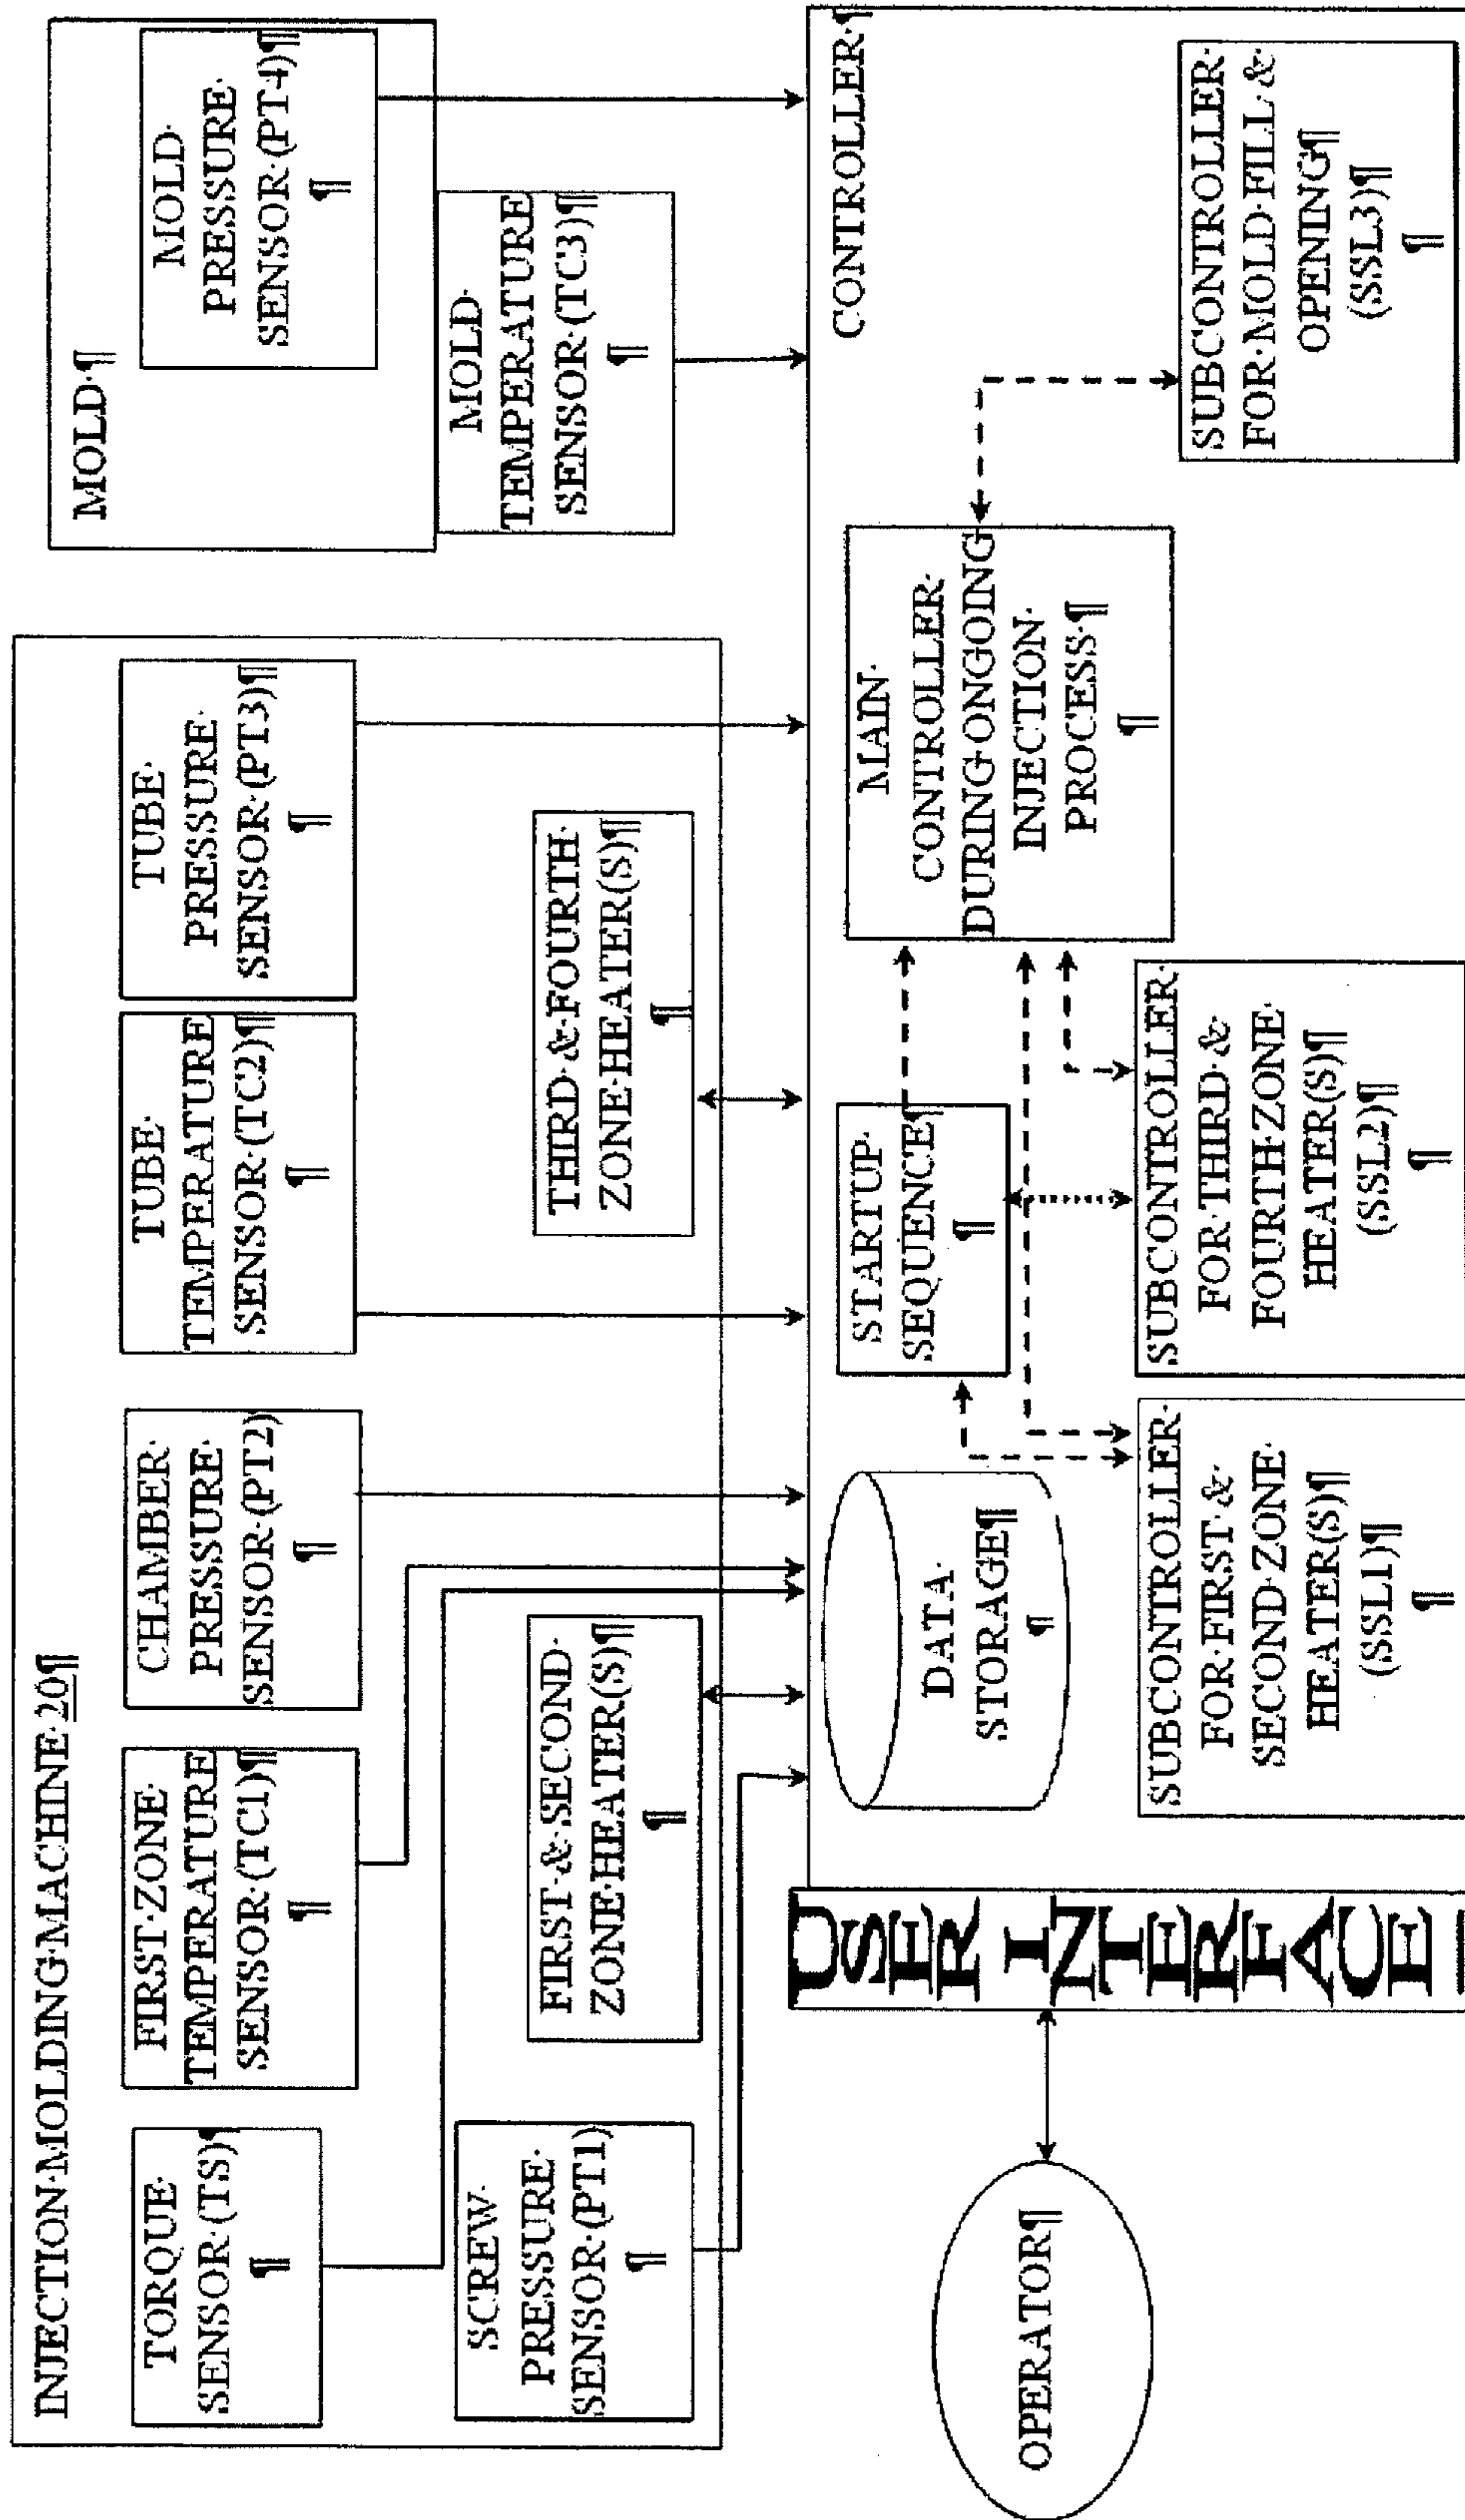 INJECTION·MOLDING·MACHINE·20¶
TORQUE·
SENSOR·(TS)¶
¶
FIRST·ZONE·
TEMPERATURE
SENSOR·(TC1)¶
¶
CHAMBER·
PRESSURE·
SENSOR·(PT2)
¶
TUBE·
TEMPERATURE
SENSOR·(TC2)¶
¶
TUBE·
PRESSURE·
SENSOR·(PT3)¶
¶
SCREW·
PRESSURE·
SENSOR·(PT1)
¶
FIRST·&·SECOND·
ZONE·HEATER(S)¶
¶
THIRD·&·FOURTH·
ZONE·HEATER(S)¶
¶
MOLD·¶
MOLD·
PRESSURE·
SENSOR·(PT4)¶
¶
MOLD·
TEMPERATURE
SENSOR·(TC3)¶
¶
OPERATOR¶
USER INTERFACE
CONTROLLER·¶
DATA·
STORAGE¶
¶
STARTUP·
SEQUENCE¶
¶
MAIN·
CONTROLLER·
DURING·ONGOING
INJECTION·
PROCESS·¶
¶
SUBCONTROLLER·
FOR·FIRST·&·
SECOND·ZONE·
HEATER(S)¶
(SSL1)¶
¶
SUBCONTROLLER·
FOR·THIRD·&·
FOURTH·ZONE·
HEATER(S)¶
(SSL2)¶
¶
SUBCONTROLLER·
FOR·MOLD·FILL·&·
OPENING¶
(SSL3)¶
¶